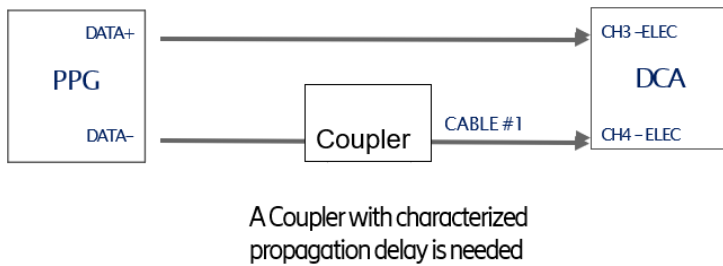 DATA+
CH3 –ELEC
PPG
DCA
DATA–
Coupler
CABLE #1
CH4 – ELEC
A Coupler with characterized
propagation delay is needed